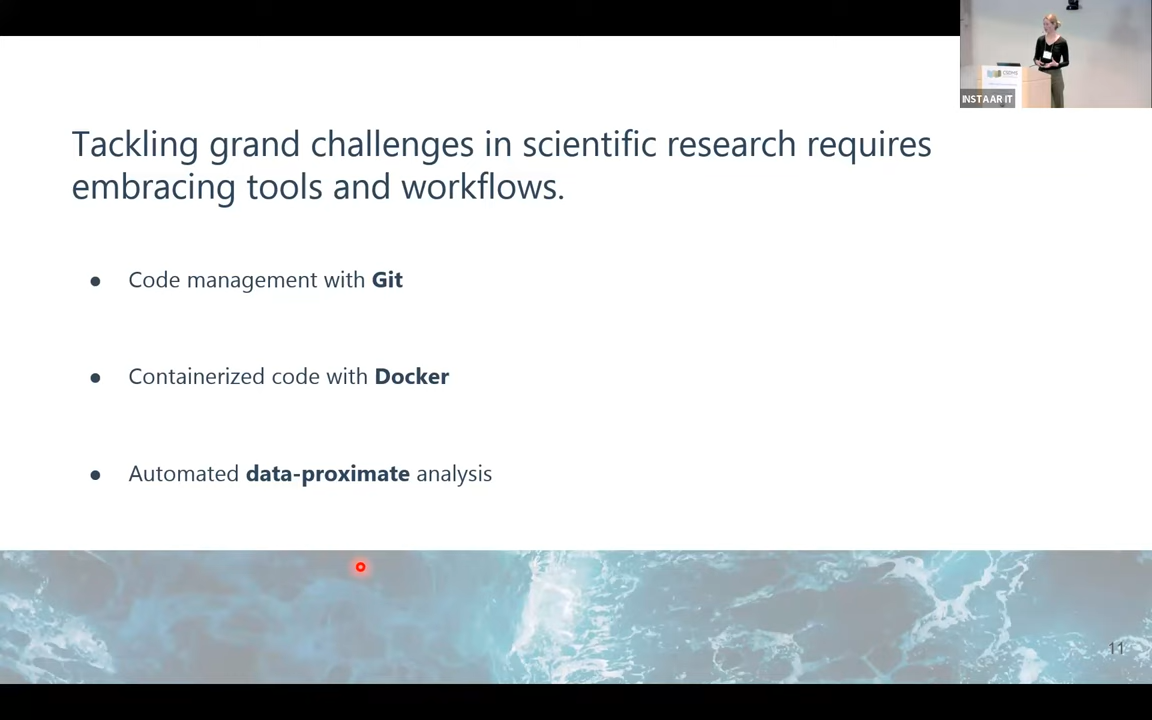 INSTAAR IT
Tackling grand challenges in scientific research requires
embracing tools and workflows.
● Code management with Git
● Containerized code with Docker
● Automated data-proximate analysis
11